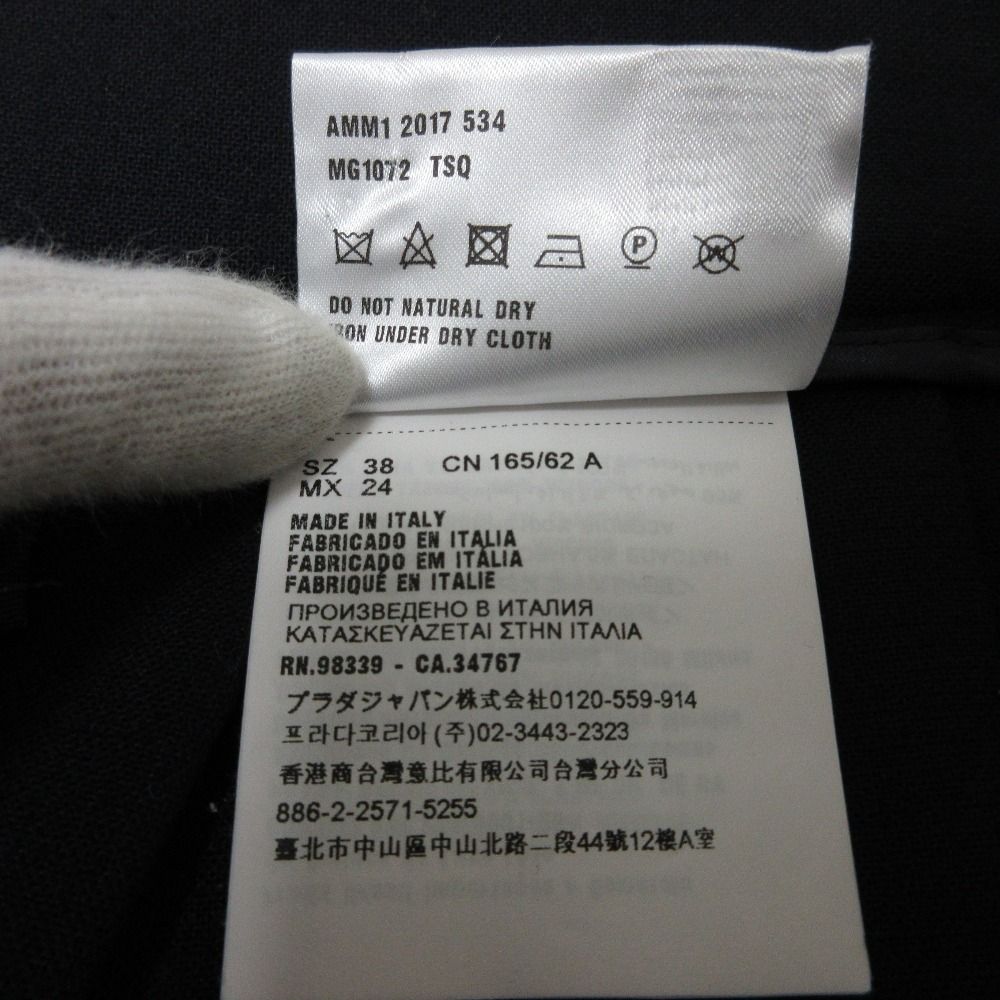 AMM1 2017 534
MG1072 TSQ
P
W
DO NOT NATURAL DRY
IRON UNDER DRY CLOTH
SZ 38 CN 165/62 A
MX 24
MADE IN ITALY
FABRICADO EN ITALIA
FABRICADO EM ITÁLIA
FABRIQUÉ EN ITALIE
ПРОИЗВЕДЕНО В ИТАЛИЯ
ΚΑΤΑΣΚΕΥΑΖΕΤΑΙ ΣΤΗΝ ΙΤΑΛΙΑ
RN.98339 - CA.34767
プラダジャパン株式会社0120-559-914
프라다코리아(주)02-3443-2323
香港商台灣意比有限公司台灣分公司
886-2-2571-5255
臺北市中山區中山北路二段44號12樓A室